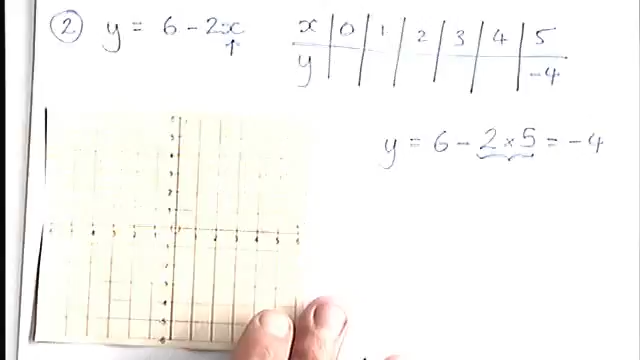 ② y = 6 - 2x
x | 0 | 1 | 2 | 3 | 4 | 5
y | | | | | | -4
y = 6 - 2 × 5 = -4